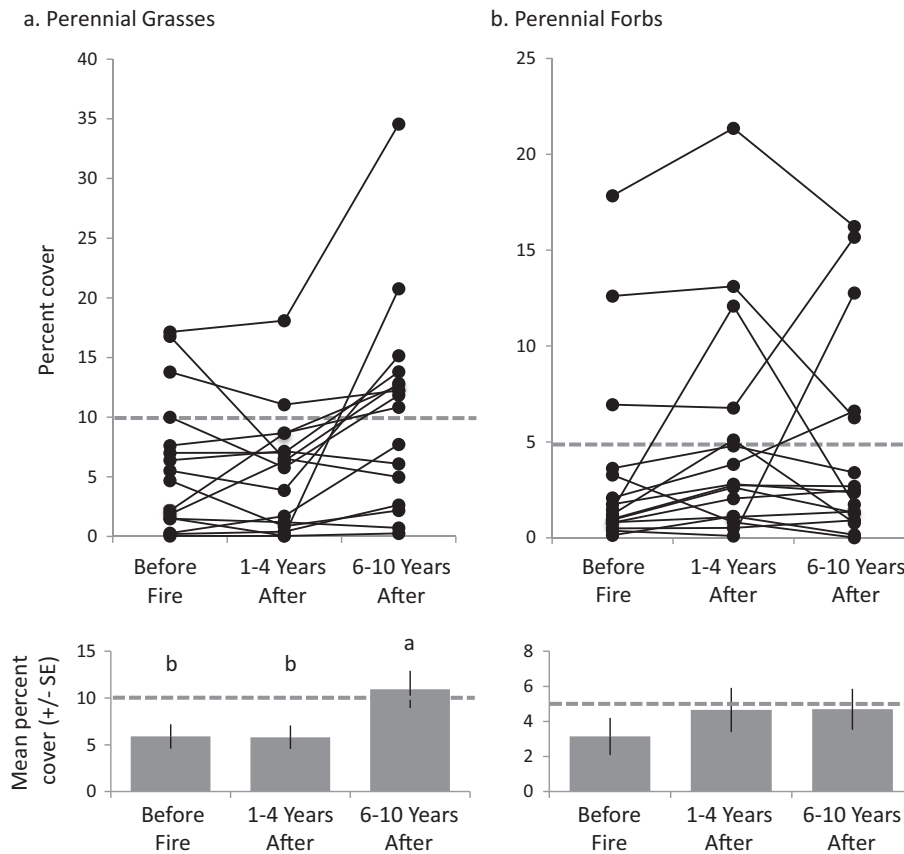 a. Perennial Grasses
b. Perennial Forbs
Percent cover
40
35
30
25
20
15
10
5
0
Before
Fire
1-4 Years
After
6-10 Years
After
25
20
15
10
5
0
Before
Fire
1-4 Years
After
6-10 Years
After
Mean percent
cover (+/- SE)
15
10
5
0
b
b
a
Before
Fire
1-4 Years
After
6-10 Years
After
8
6
4
2
0
Before
Fire
1-4 Years
After
6-10 Years
After